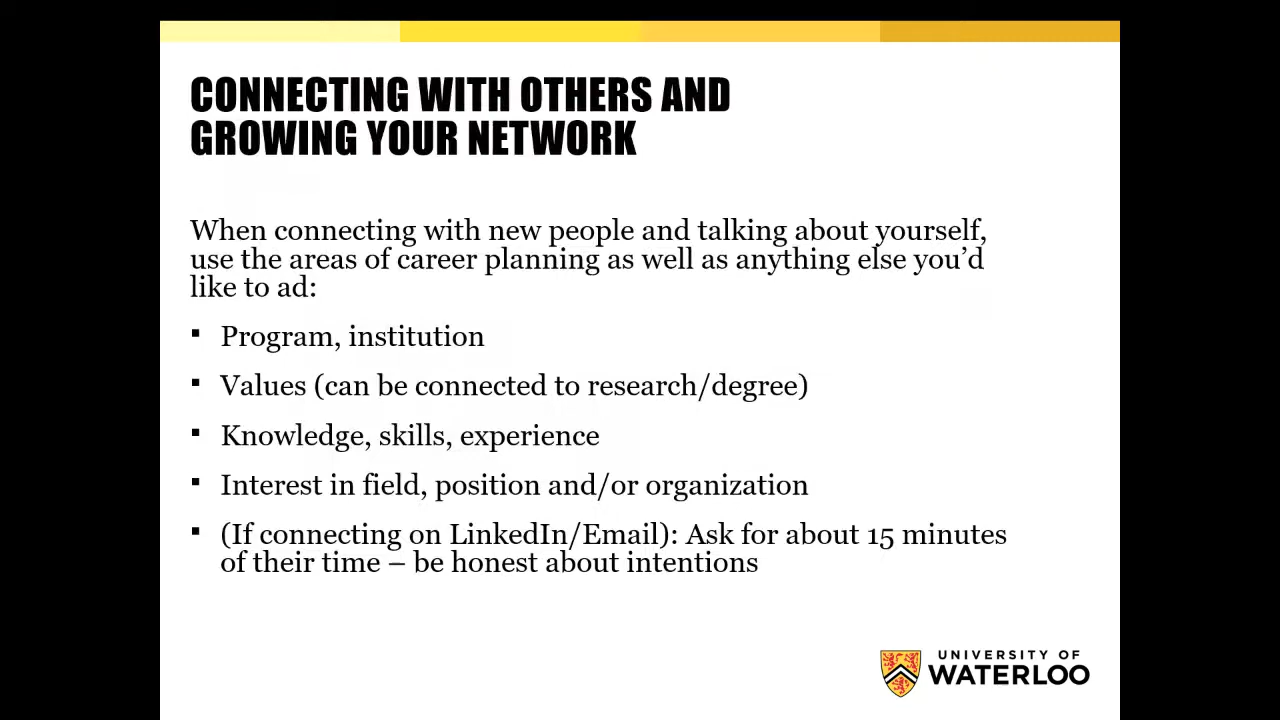 CONNECTING WITH OTHERS AND
GROWING YOUR NETWORK
When connecting with new people and talking about yourself,
use the areas of career planning as well as anything else you’d
like to ad:
▪ Program, institution
▪ Values (can be connected to research/degree)
▪ Knowledge, skills, experience
▪ Interest in field, position and/or organization
▪ (If connecting on LinkedIn/Email): Ask for about 15 minutes
of their time – be honest about intentions
UNIVERSITY OF
WATERLOO